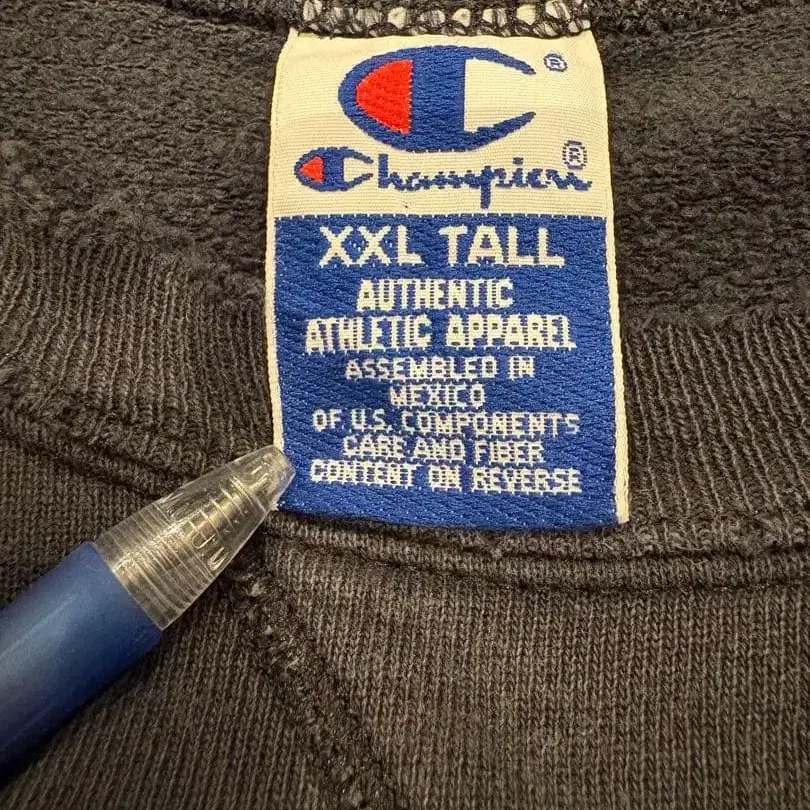 ®
Champion®
XXL TALL
AUTHENTIC
ATHLETIC APPAREL
ASSEMBLED IN
MEXICO
OF U.S. COMPONENTS
CARE AND FIBER
CONTENT ON REVERSE